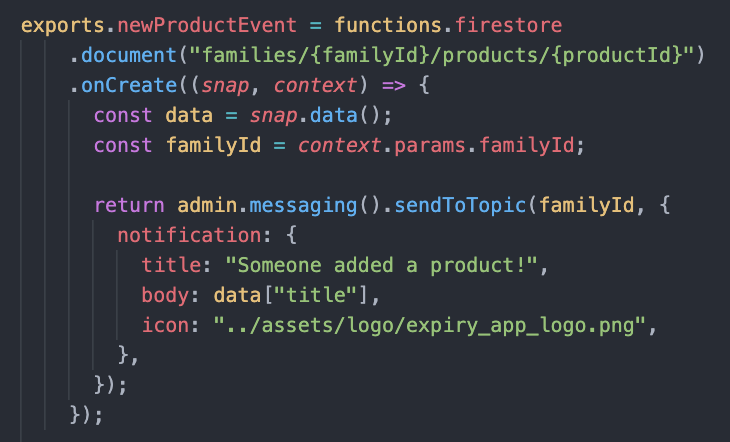 exports.newProductEvent = functions.firestore
    .document("families/{familyId}/products/{productId}")
    .onCreate((snap, context) => {
      const data = snap.data();
      const familyId = context.params.familyId;

      return admin.messaging().sendToTopic(familyId, {
        notification: {
          title: "Someone added a product!",
          body: data["title"],
          icon: "../assets/logo/expiry_app_logo.png",
        },
      });
    });